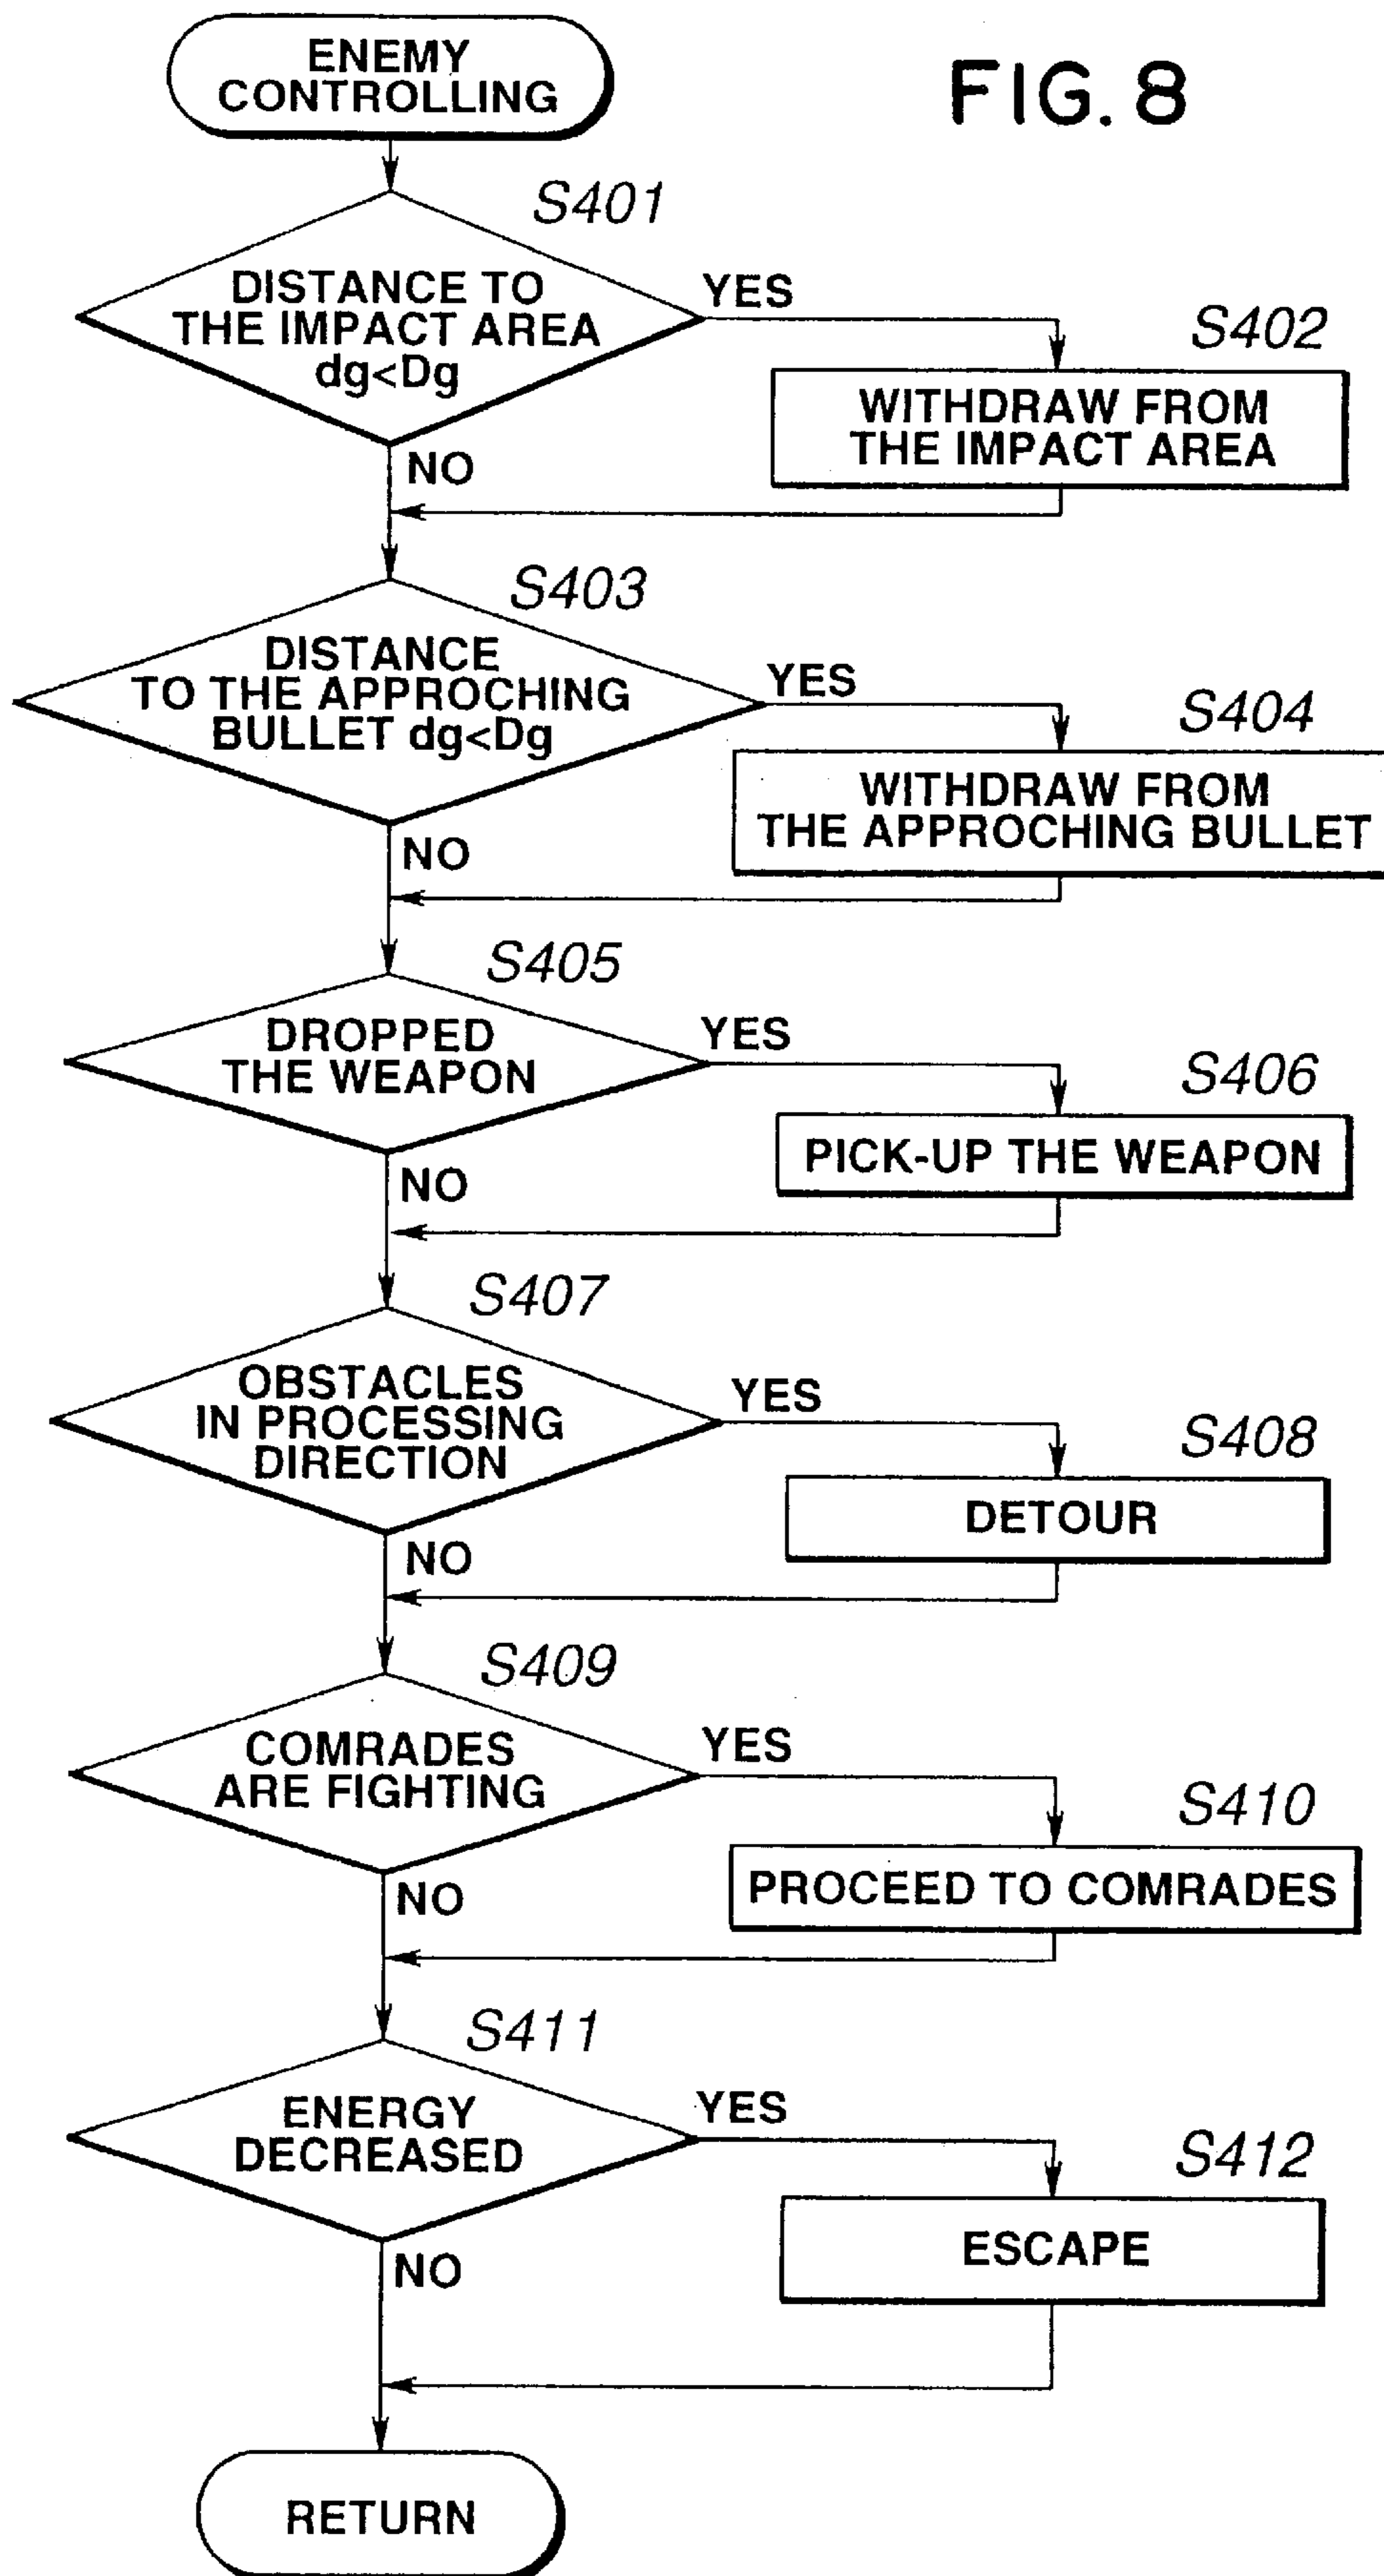 FIG. 8
ENEMY
CONTROLLING
S401
DISTANCE TO
THE IMPACT AREA
dg<Dg
YES
S402
WITHDRAW FROM
THE IMPACT AREA
NO
S403
DISTANCE
TO THE APPROCHING
BULLET dg<Dg
YES
S404
WITHDRAW FROM
THE APPROCHING BULLET
NO
S405
DROPPED
THE WEAPON
YES
S406
PICK-UP THE WEAPON
NO
S407
OBSTACLES
IN PROCESSING
DIRECTION
YES
S408
DETOUR
NO
S409
COMRADES
ARE FIGHTING
YES
S410
PROCEED TO COMRADES
NO
S411
ENERGY
DECREASED
YES
S412
ESCAPE
NO
RETURN